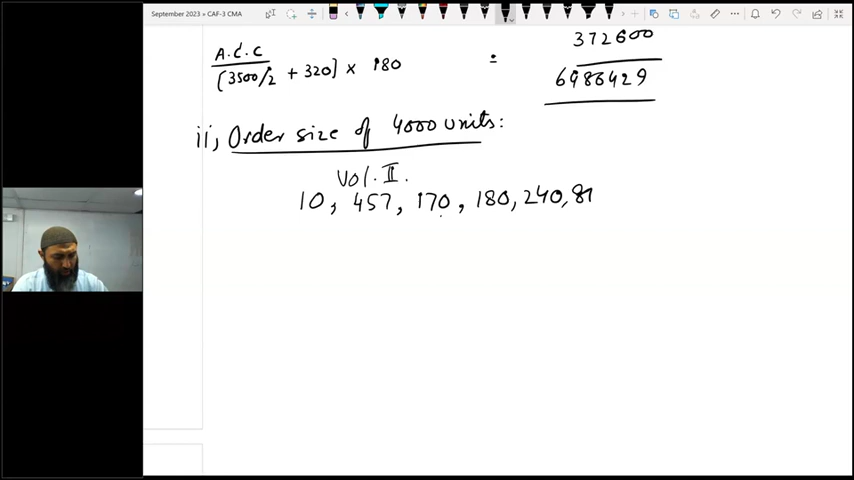 September 2023 » CAF-3 CMA
372600
A.C.C
(3500/2 + 320) × 180 =
6986429
ii, Order size of 4000 units:
Vol. II.
10, 457, 170, 180, 240, 81